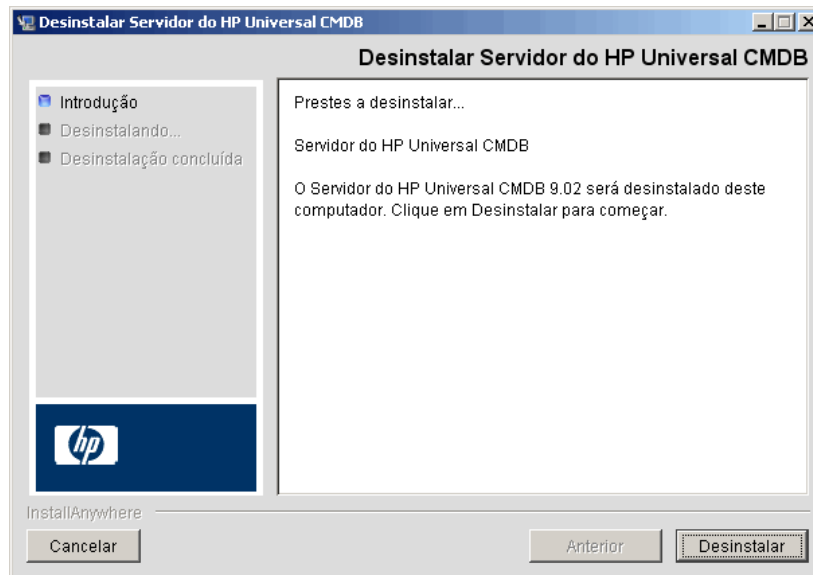 Desinstalar Servidor do HP Universal CMDB
Desinstalar Servidor do HP Universal CMDB
Introdução
Desinstalando...
Desinstalação concluída
Prestes a desinstalar...
Servidor do HP Universal CMDB
O Servidor do HP Universal CMDB 9.02 será desinstalado deste
computador. Clique em Desinstalar para começar.
hp
InstallAnywhere
Cancelar
Anterior
Desinstalar